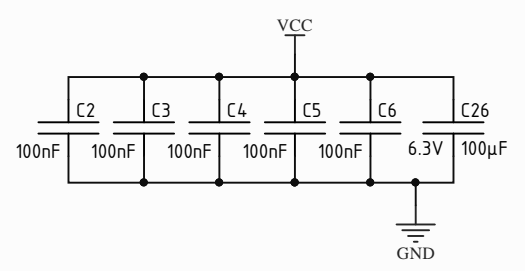 VCC
C2 C3 C4 C5 C6 C26
100nF 100nF 100nF 100nF 100nF 6.3V 100µF
GND